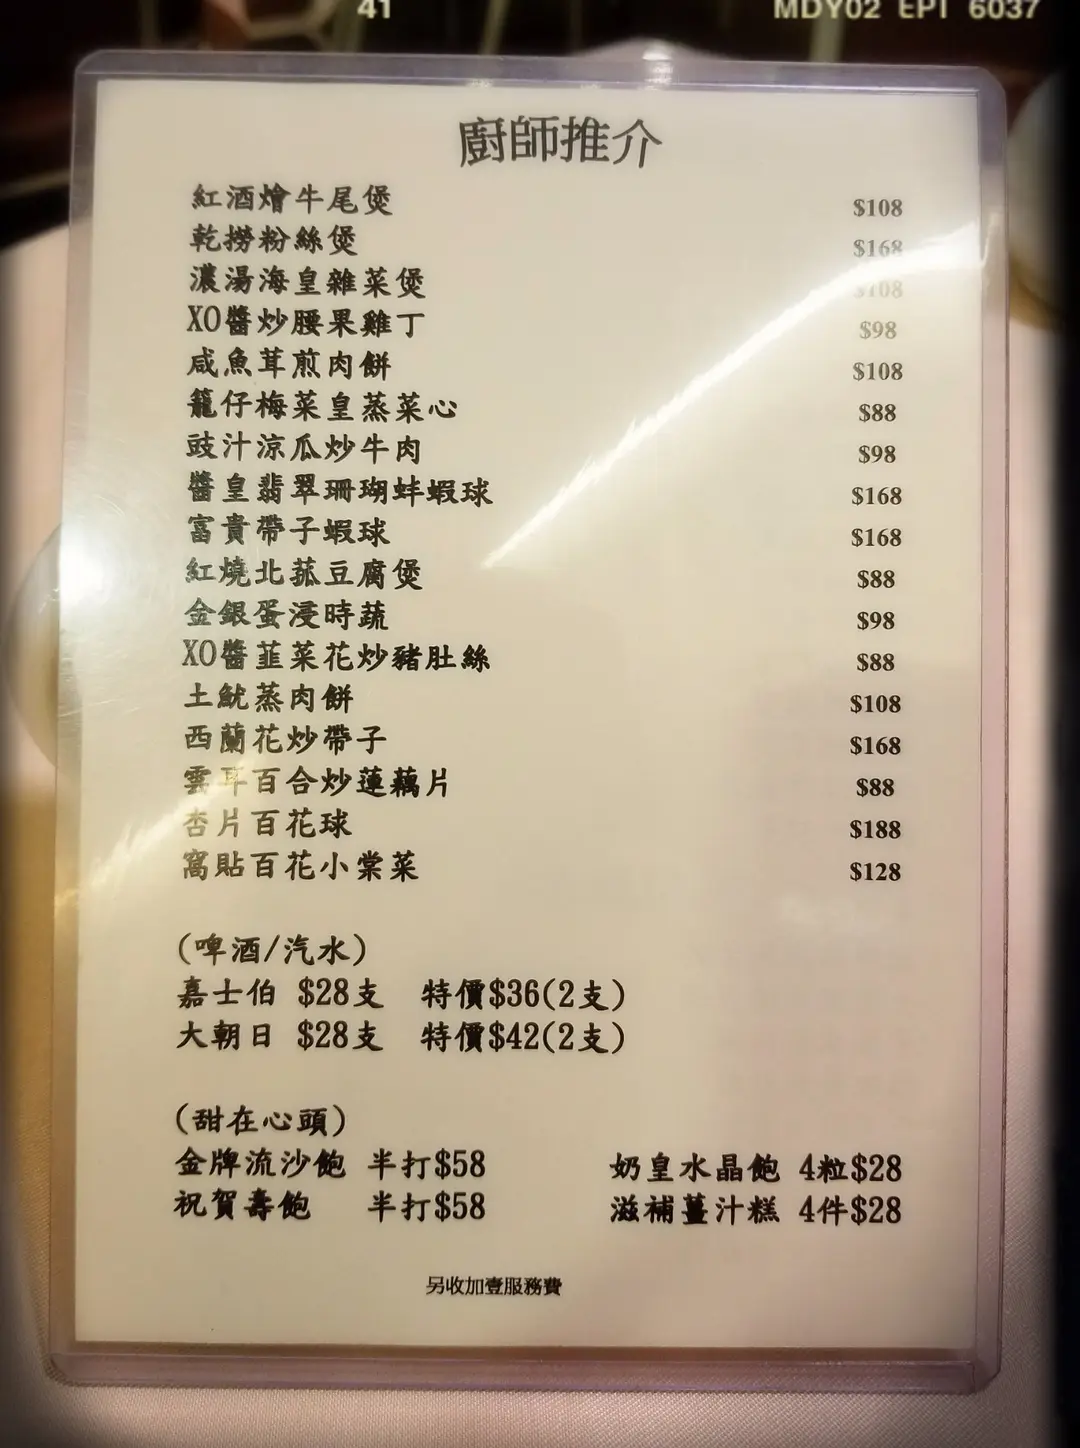 41
MDY02 EPI 6037
廚師推介
紅酒燴牛尾煲 $108
乾撈粉絲煲 $168
濃湯海皇雜菜煲 $108
XO醬炒腰果雞丁 $98
咸魚茸煎肉餅 $108
籠仔梅菜皇蒸菜心 $88
豉汁涼瓜炒牛肉 $98
醬皇翡翠珊瑚蚌蝦球 $168
富貴帶子蝦球 $168
紅燒北菰豆腐煲 $88
金銀蛋浸時蔬 $98
XO醬韮菜花炒豬肚絲 $88
土魷蒸肉餅 $108
西蘭花炒帶子 $168
雲耳百合炒蓮藕片 $88
杏片百花球 $188
窩貼百花小棠菜 $128
(啤酒/汽水)
嘉士伯 $28支 特價$36(2支)
大朝日 $28支 特價$42(2支)
(甜在心頭)
金牌流沙飽 半打$58 奶皇水晶飽 4粒$28
祝賀壽飽 半打$58 滋補薑汁糕 4件$28
另收加壹服務費